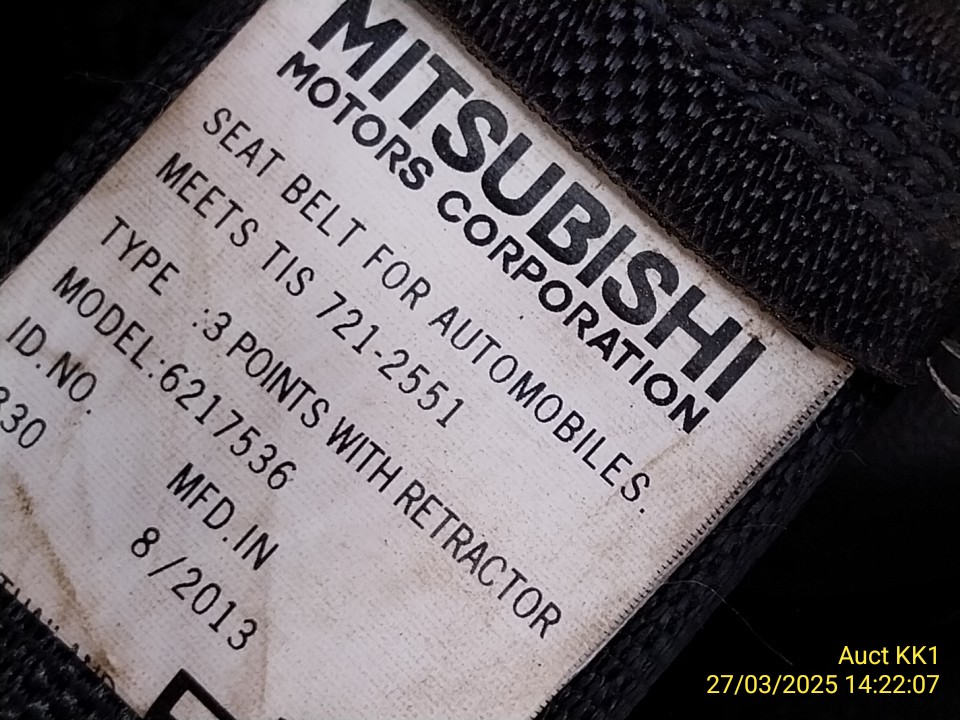 MITSUBISHI
MOTORS CORPORATION
SEAT BELT FOR AUTOMOBILES.
MEETS TIS 721-2551
TYPE :3 POINTS WITH RETRACTOR
MODEL:6217536
ID.NO. MFD.IN
330 8/2013
Auct KK1
27/03/2025 14:22:07